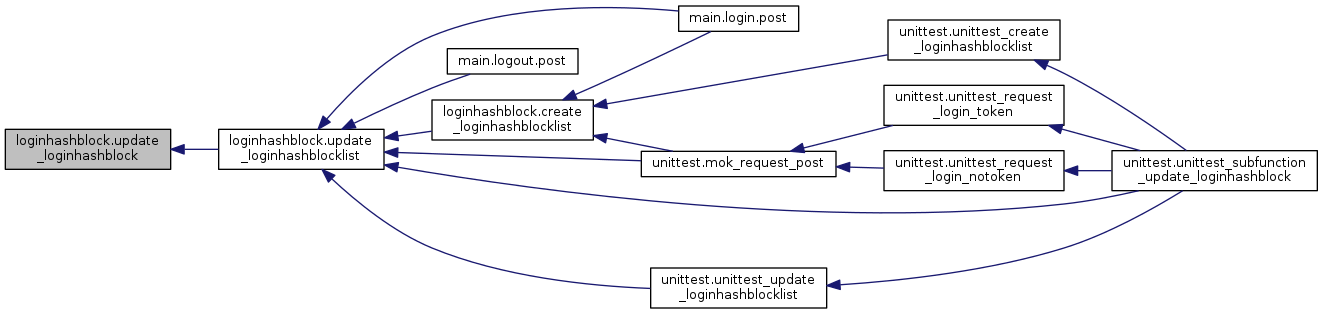 main.login.post
unittest.unittest_create
_loginhashblocklist
main.logout.post
unittest.unittest_request
_login_token
loginhashblock.create
_loginhashblocklist
loginhashblock.update
_loginhashblock
loginhashblock.update
_loginhashblocklist
unittest.mok_request_post
unittest.unittest_request
_login_notoken
unittest.unittest_subfunction
_update_loginhashblock
unittest.unittest_update
_loginhashblocklist